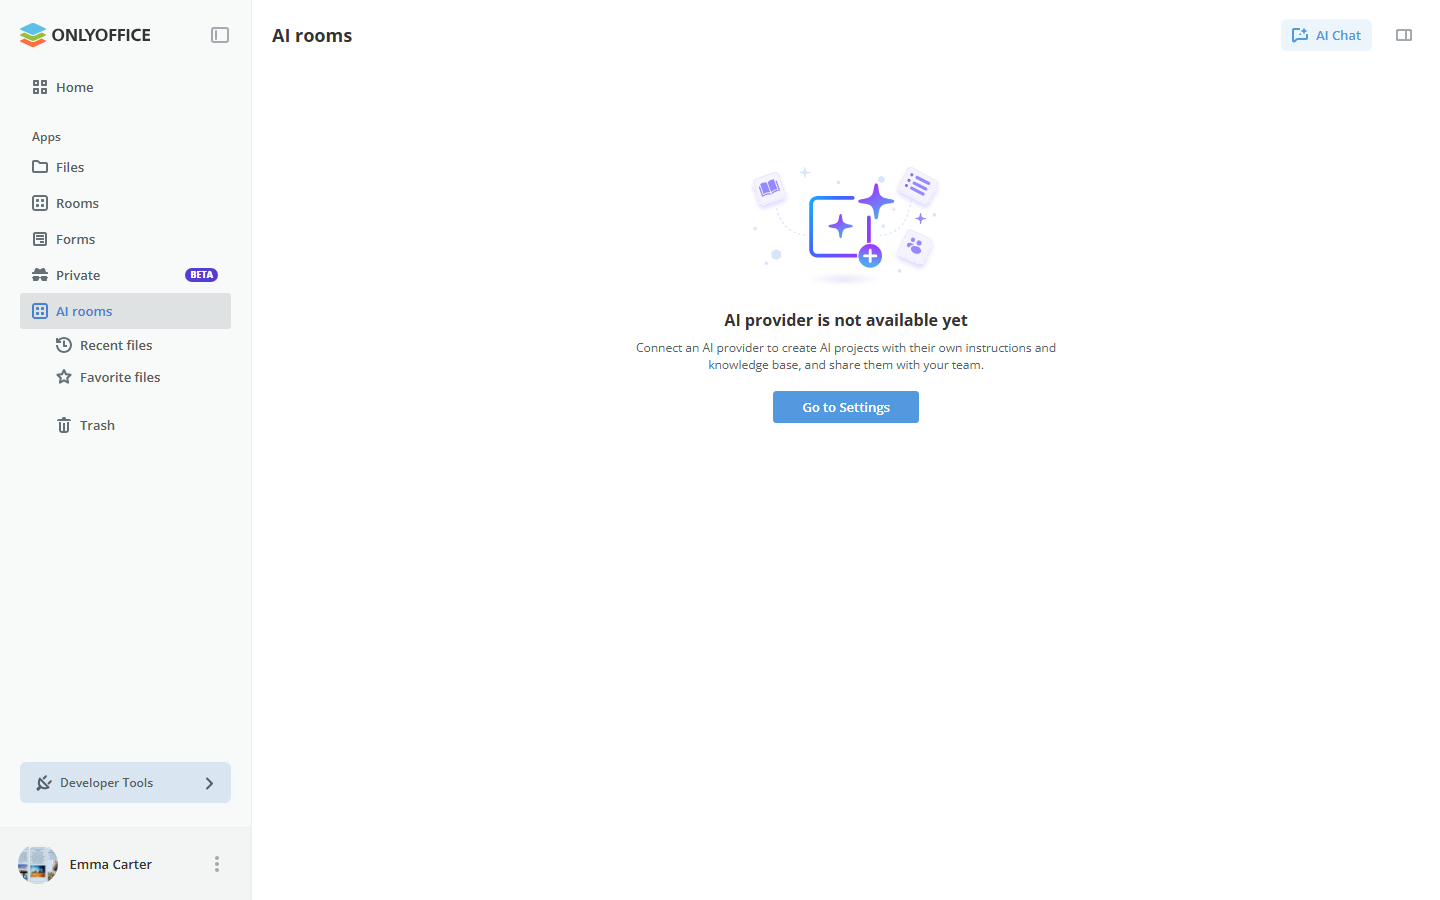 ONLYOFFICE
AI rooms
AI Chat
Home
Apps
Files
Rooms
Forms
Private
BETA
AI rooms
Recent files
Favorite files
Trash
AI provider is not available yet
Connect an AI provider to create AI projects with their own instructions and
knowledge base, and share them with your team.
Go to Settings
Developer Tools
Emma Carter